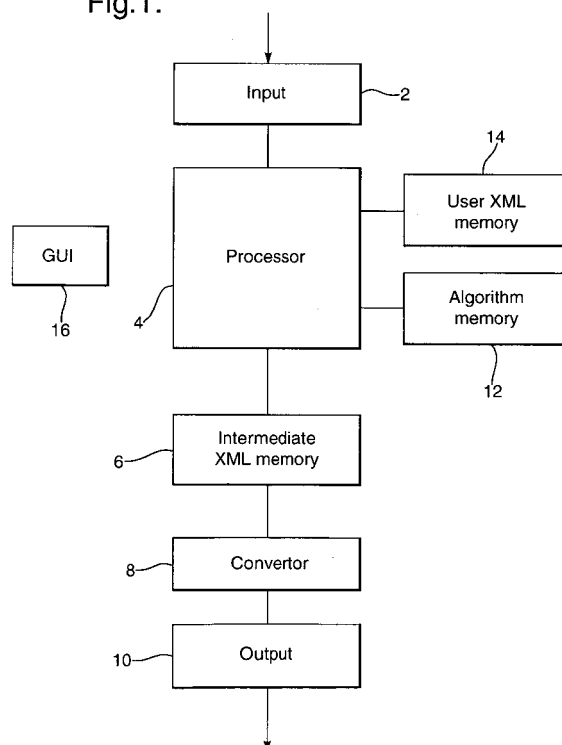 Fig.1.
Input
2
14
User XML
memory
GUI
16
Processor
4
Algorithm
memory
12
Intermediate
XML memory
6
Convertor
8
Output
10